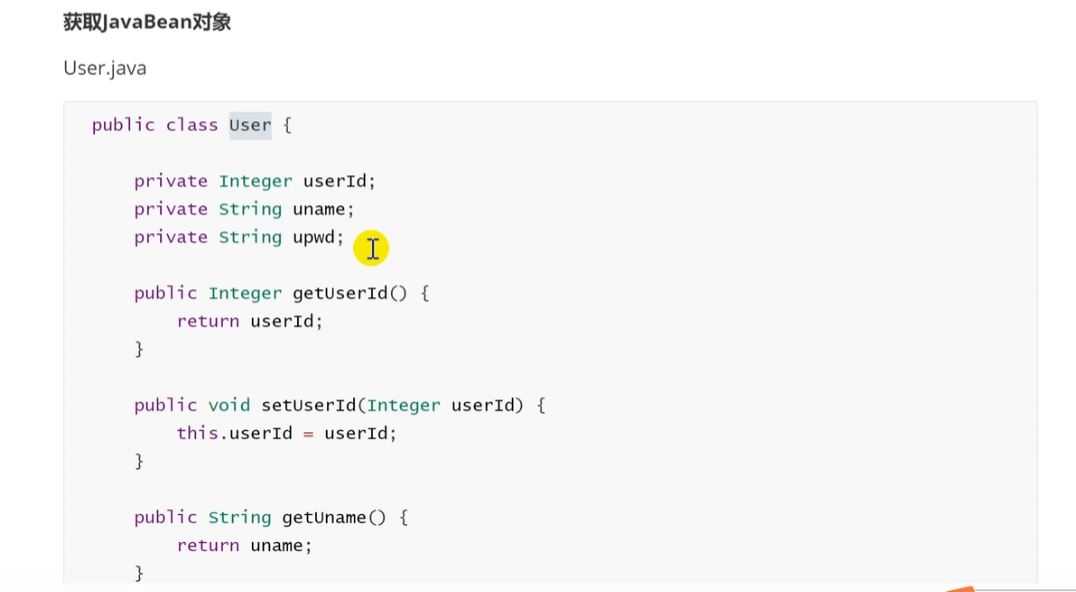 获取JavaBean对象
User.java
public class User {
private Integer userId;
private String uname;
private String upwd;
public Integer getUserId() {
return userId;
}
public void setUserId(Integer userId) {
this.userId = userId;
}
public String getUname() {
return uname;
}